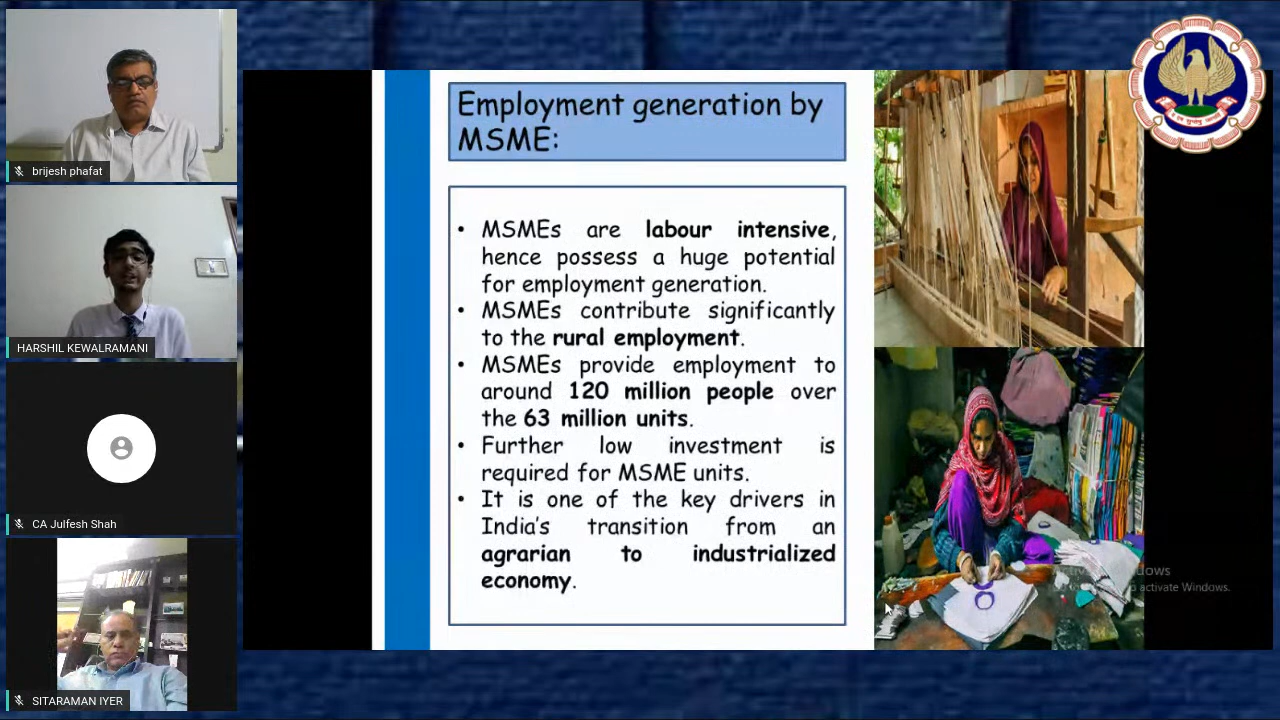 brijesh phafat
HARSHIL KEWALRAMANI
CA Julfesh Shah
SITARAMAN IYER
Employment generation by
MSME:
• MSMEs are labour intensive,
hence possess a huge potential
for employment generation.
• MSMEs contribute significantly
to the rural employment.
• MSMEs provide employment to
around 120 million people over
the 63 million units.
• Further low investment is
required for MSME units.
• It is one of the key drivers in
India's transition from an
agrarian to industrialized
economy.
activate Windows.